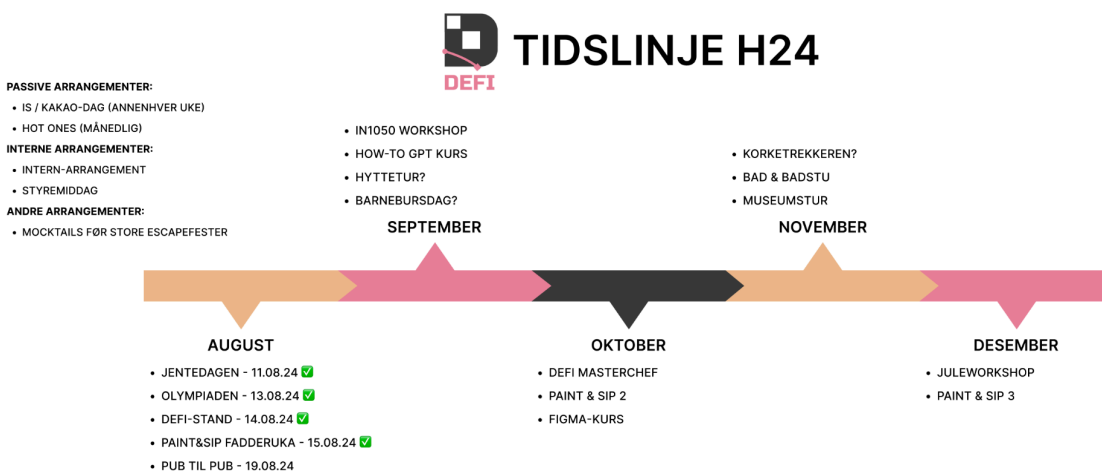 DEFI
TIDSLINJE H24
PASSIVE ARRANGEMENTER:
• IS / KAKAO-DAG (ANNENHVER UKE)
• HOT ONES (MÅNEDLIG)
INTERNE ARRANGEMENTER:
• INTERN-ARRANGEMENT
• STYREMIDDAG
ANDRE ARRANGEMENTER:
• MOCKTAILS FØR STORE ESCAPEFESTER
• IN1050 WORKSHOP
• HOW-TO GPT KURS
• HYTTETUR?
• BARNEBURSDAG?
SEPTEMBER
• KORKETREKKEREN?
• BAD & BADSTU
• MUSEUMSTUR
NOVEMBER
AUGUST
• JENTEDAGEN - 11.08.24 ✅
• OLYMPIADEN - 13.08.24 ✅
• DEFI-STAND - 14.08.24 ✅
• PAINT&SIP FADDERUKA - 15.08.24 ✅
• PUB TIL PUB - 19.08.24
OKTOBER
• DEFI MASTERCHEF
• PAINT & SIP 2
• FIGMA-KURS
DESEMBER
• JULEWORKSHOP
• PAINT & SIP 3